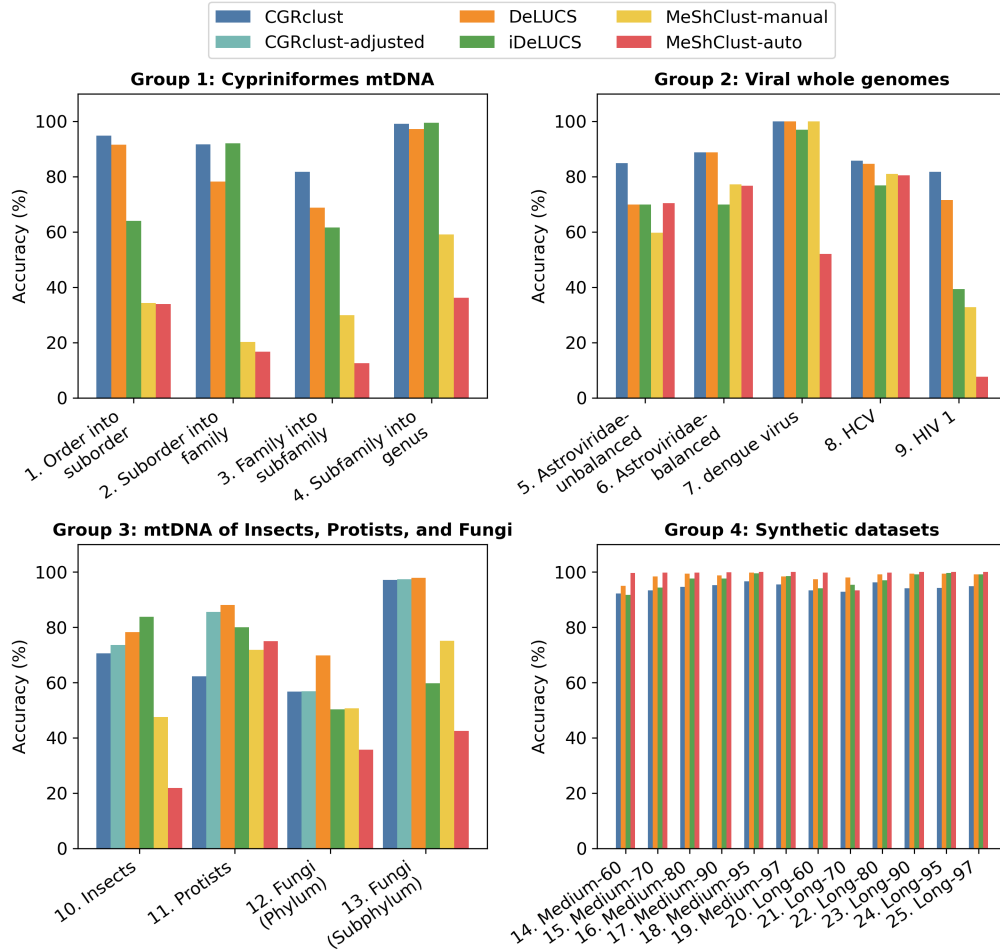 CGRclust
CGRclust-adjusted
DeLUCS
iDeLUCS
MeShClust-manual
MeShClust-auto
Group 1: Cypriniformes mtDNA
Accuracy (%)
100
80
60
40
20
0
1. Order into
suborder
2. Suborder into
family
3. Family into
subfamily
4. Subfamily into
genus
Group 2: Viral whole genomes
Accuracy (%)
100
80
60
40
20
0
5. Astroviridae-
unbalanced
6. Astroviridae-
balanced
7. dengue virus
8. HCV
9. HIV 1
Group 3: mtDNA of Insects, Protists, and Fungi
Accuracy (%)
100
80
60
40
20
0
10. Insects
11. Protists
12. Fungi
(Phylum)
13. Fungi
(Subphylum)
Group 4: Synthetic datasets
Accuracy (%)
100
80
60
40
20
0
14. Medium-60
15. Medium-70
16. Medium-80
17. Medium-90
18. Medium-95
19. Medium-97
20. Long-60
21. Long-70
22. Long-80
23. Long-90
24. Long-95
25. Long-97